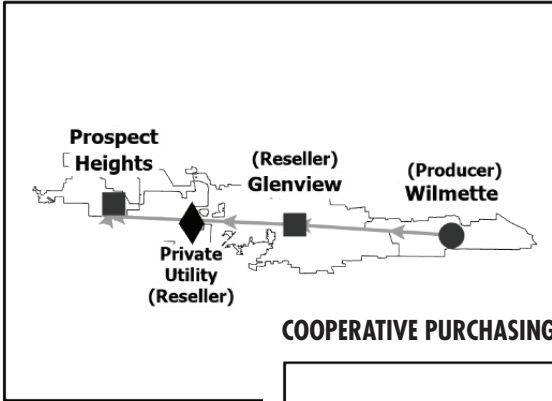 Prospect
Heights
(Reseller)
Glenview
(Producer)
Wilmette
Private
Utility
(Reseller)
COOPERATIVE PURCHASING